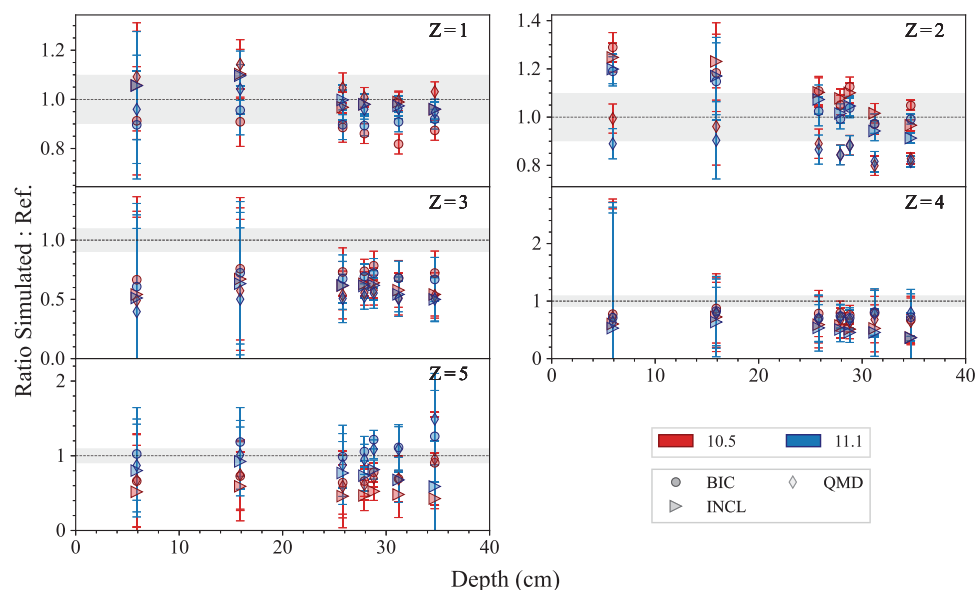 Z=1
1.2
1.0
0.8
Z=2
1.4
1.2
1.0
0.8
Z=3
1.0
0.5
0.0
Z=4
2
1
0
0 10 20 30 40
Z=5
2
1
0
0 10 20 30 40
Ratio Simulated : Ref.
Depth (cm)
10.5 11.1
BIC QMD
INCL